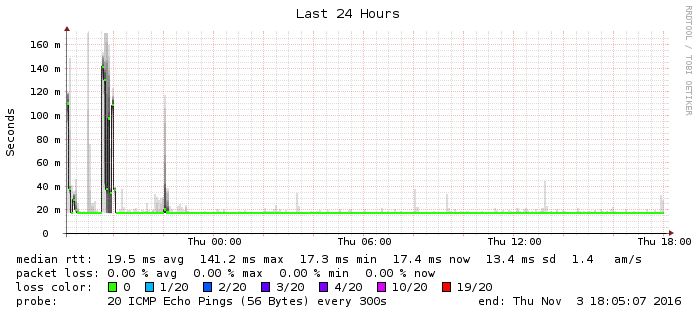 Last 24 Hours
RRDTOOL / TOBI OETIKER
Seconds
160 m
140 m
120 m
100 m
80 m
60 m
40 m
20 m
0
Thu 00:00 Thu 06:00 Thu 12:00 Thu 18:00
median rtt: 19.5 ms avg 141.2 ms max 17.3 ms min 17.4 ms now 13.4 ms sd 1.4 am/s
packet loss: 0.00 % avg 0.00 % max 0.00 % min 0.00 % now
loss color: 0 1/20 2/20 3/20 4/20 10/20 19/20
probe: 20 ICMP Echo Pings (56 Bytes) every 300s end: Thu Nov 3 18:05:07 2016